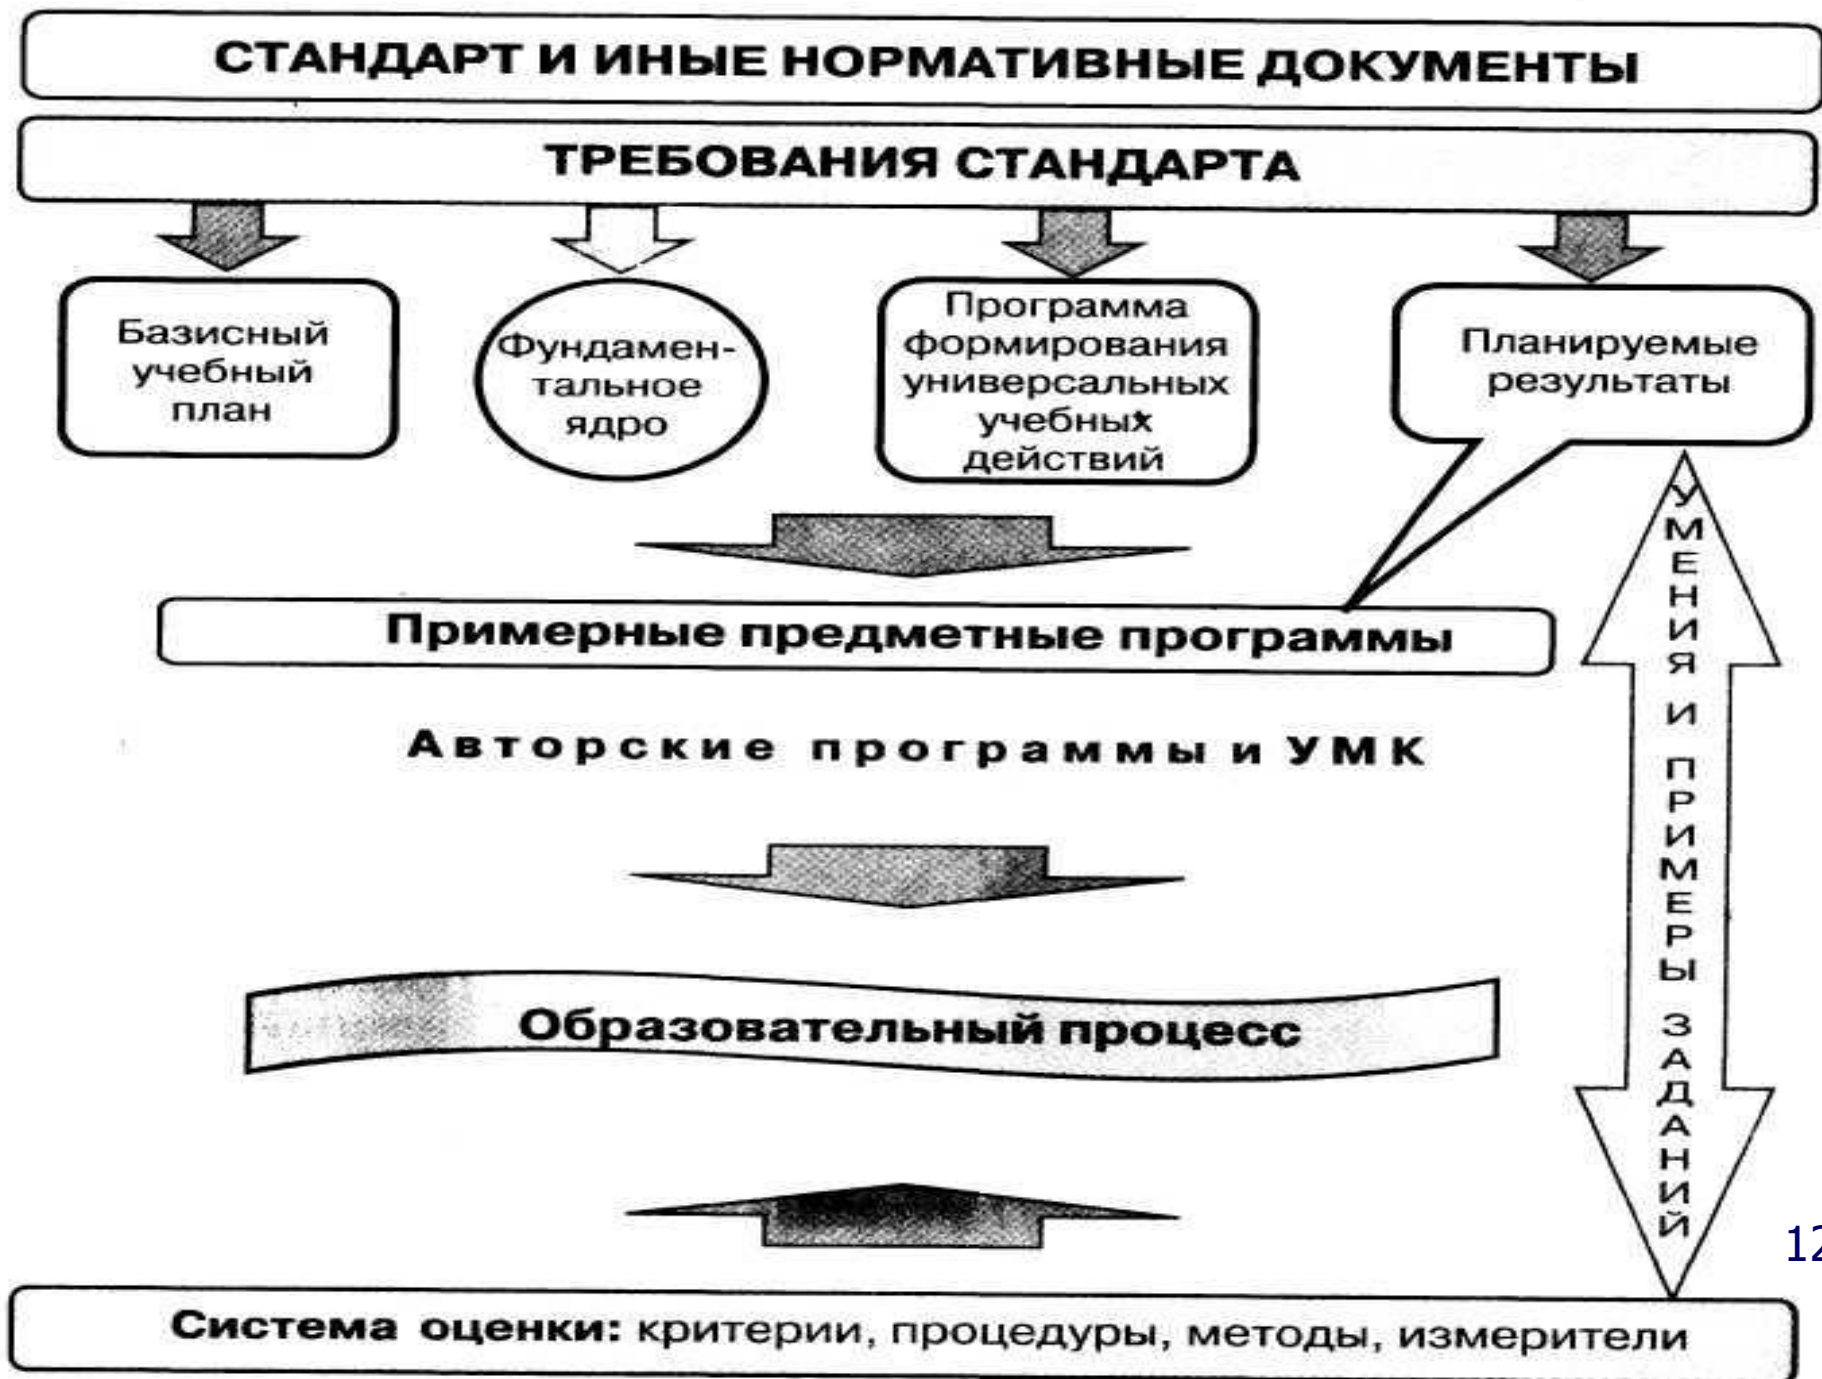 СТАНДАРТ И ИНЫЕ НОРМАТИВНЫЕ ДОКУМЕНТЫ
ТРЕБОВАНИЯ СТАНДАРТА
Базисный
учебный
план
Фундамен-
тальное
ядро
Программа
формирования
универсальных
учебных
действий
Планируемые
результаты
Примерные предметные программы
Авторские программы и УМК
Образовательный процесс
УМЕНИЯ И ПРИМЕРЫ ЗАДАНИЙ
12
Система оценки: критерии, процедуры, методы, измерители